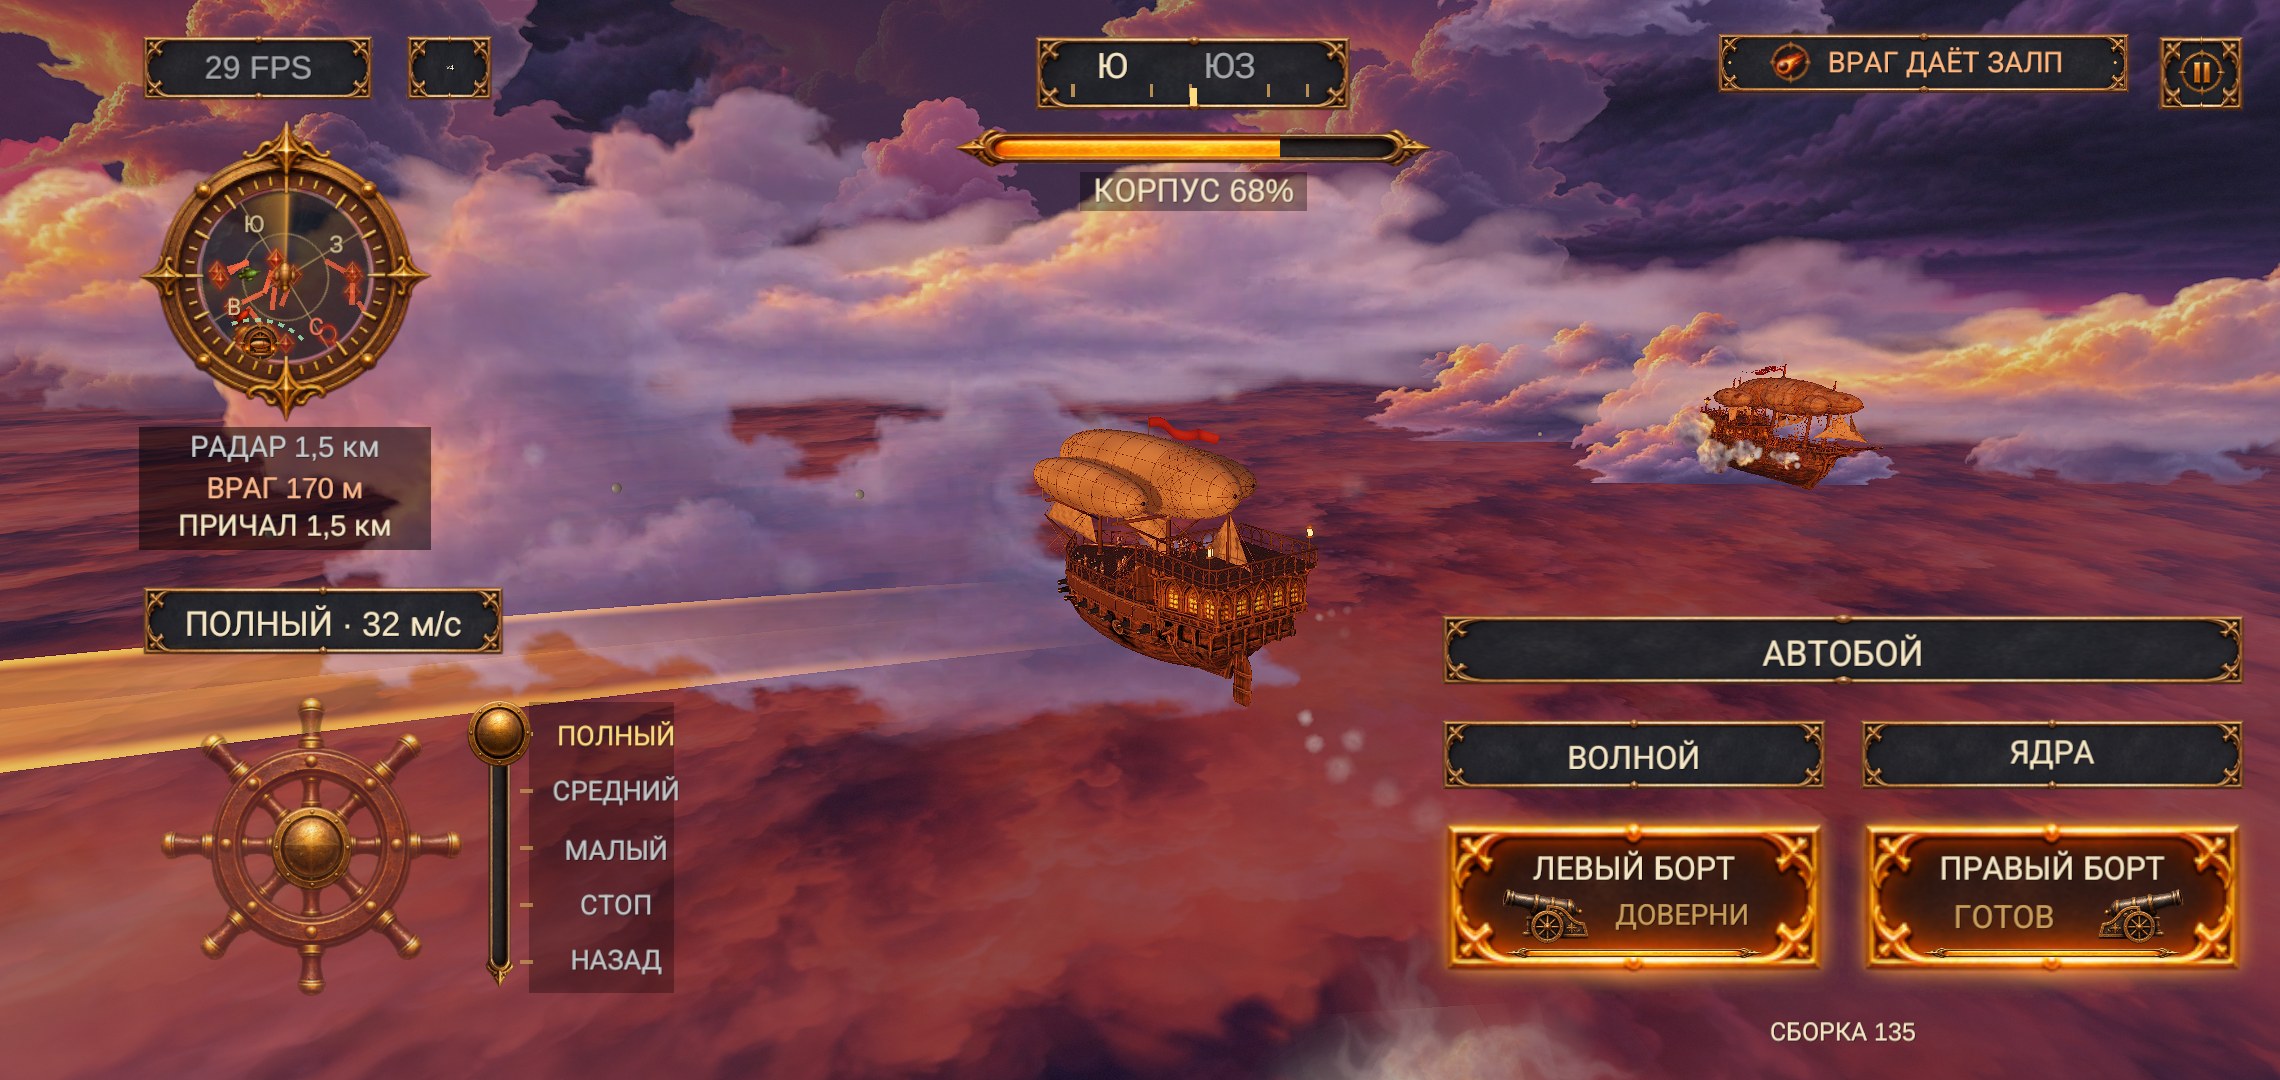 29 FPS
×4
Ю ЮЗ
ВРАГ ДАЁТ ЗАЛП
КОРПУС 68%
Ю
З
В
С
РАДАР 1,5 км
ВРАГ 170 м
ПРИЧАЛ 1,5 км
ПОЛНЫЙ · 32 м/с
ПОЛНЫЙ
СРЕДНИЙ
МАЛЫЙ
СТОП
НАЗАД
АВТОБОЙ
ВОЛНОЙ
ЯДРА
ЛЕВЫЙ БОРТ
ДОВЕРНИ
ПРАВЫЙ БОРТ
ГОТОВ
СБОРКА 135